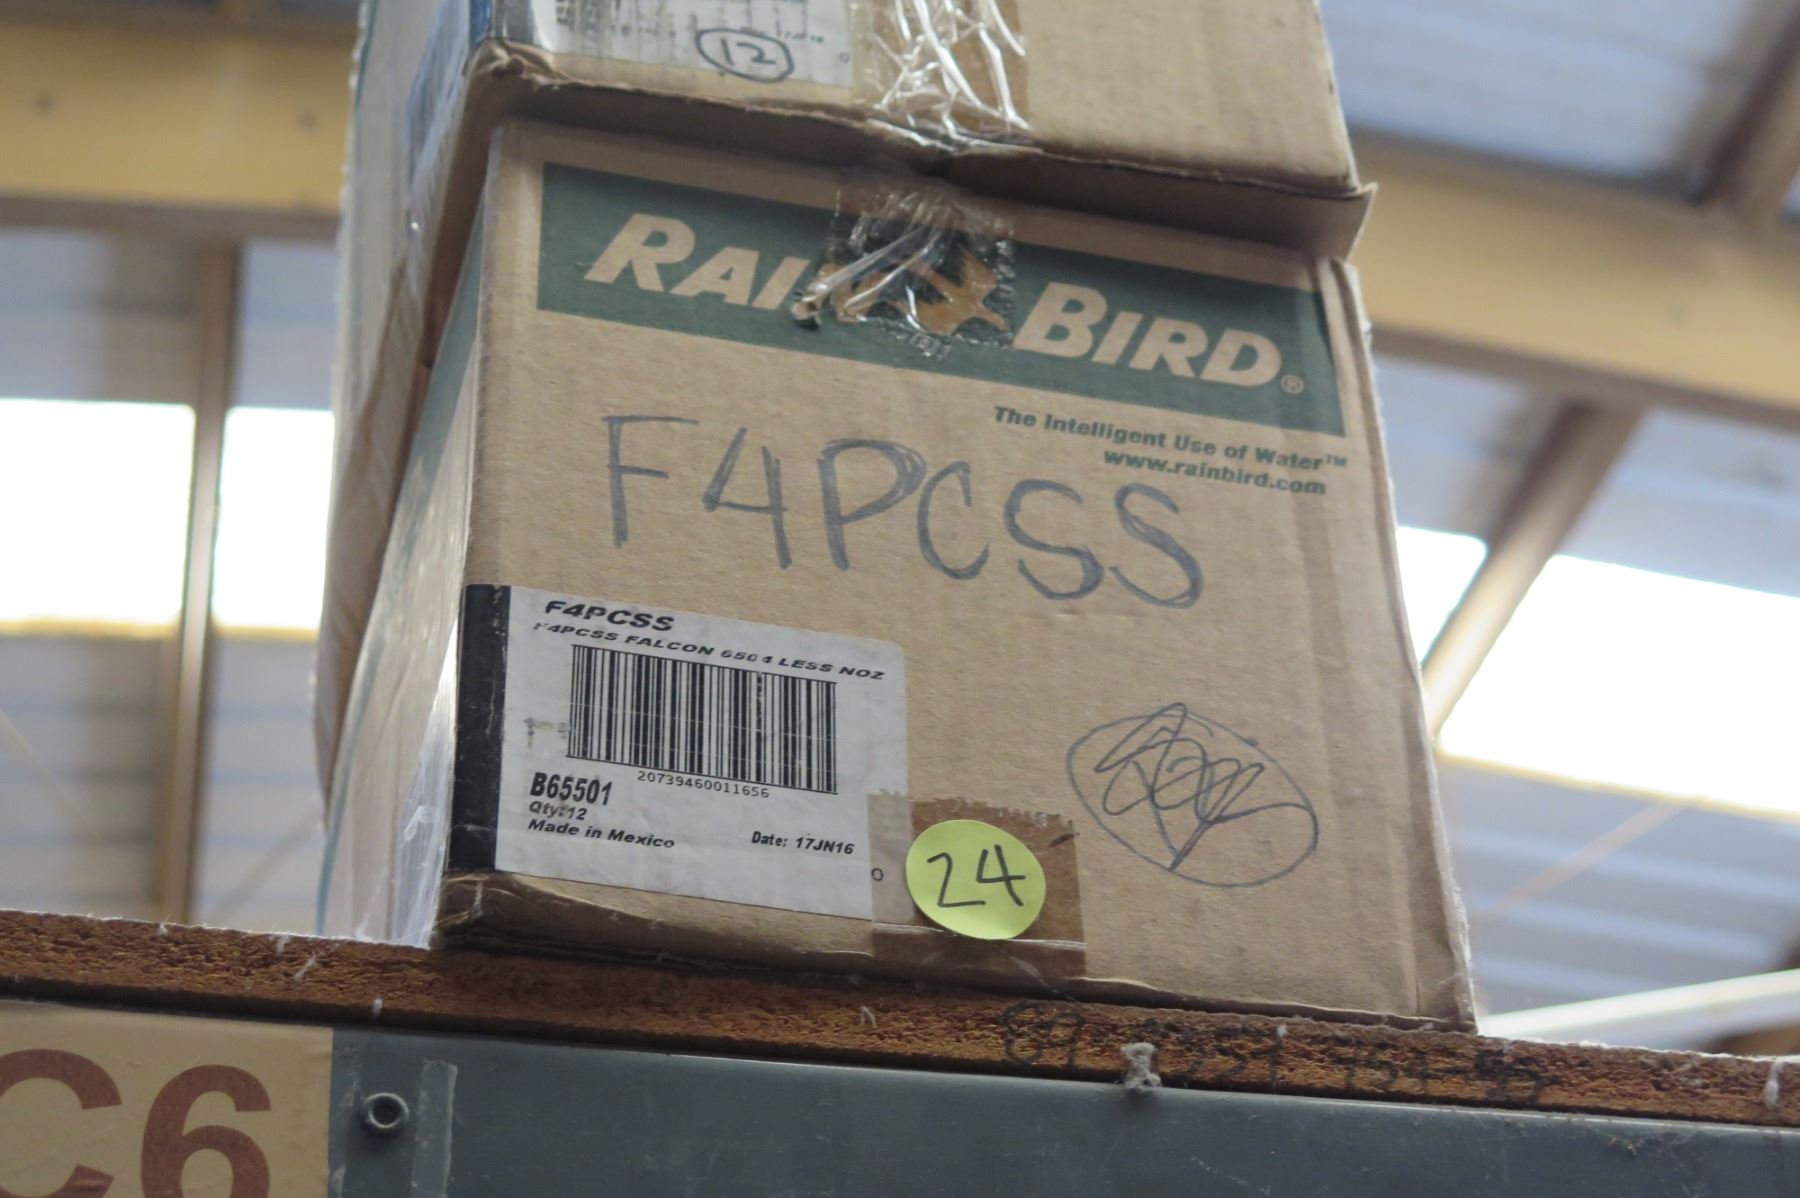 12
17JN16
RAIN BIRD®
The Intelligent Use of Water™
www.rainbird.com
F4PCSS
F4PCSS
F4PCSS FALCON 6504 LESS NOZ
20739460011656
B65501
Qty: 12
Made in Mexico
Date: 17JN16
24
C6